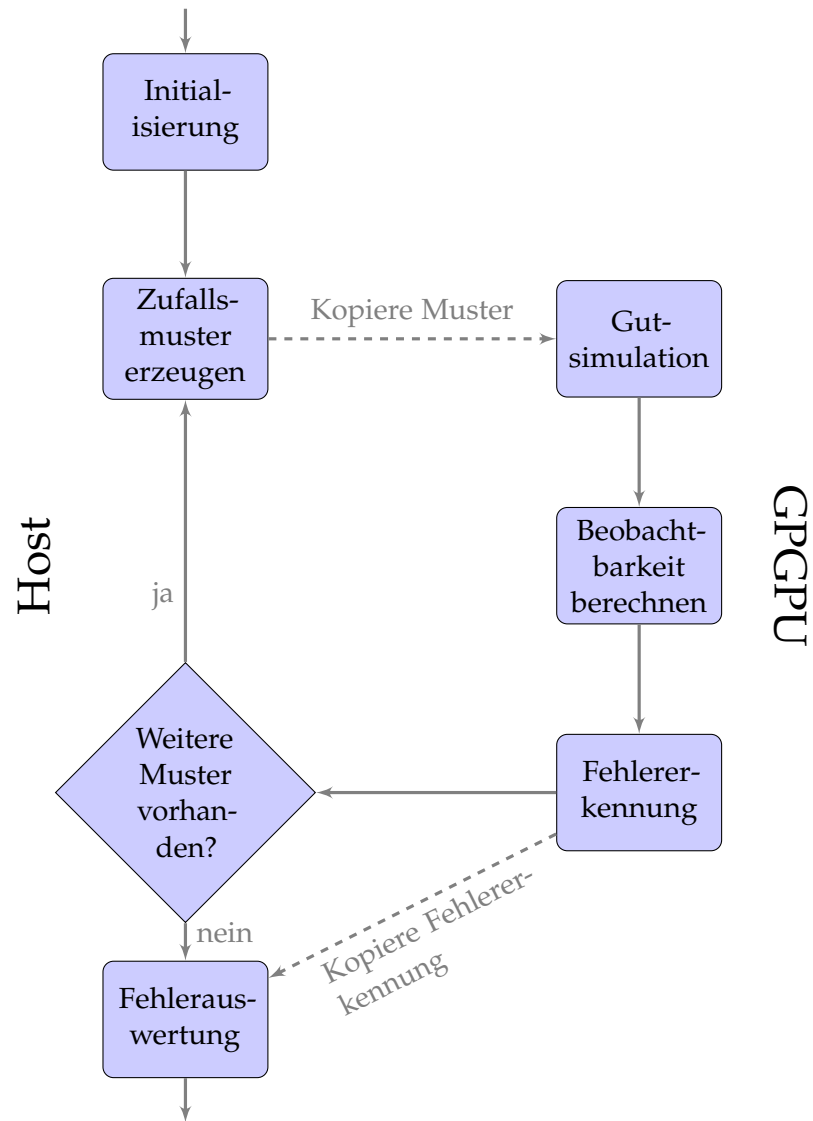 Initial-
isierung
Zufalls-
muster
erzeugen
Kopiere Muster
Gut-
simulation
Host
GPGPU
Beobacht-
barkeit
berechnen
ja
Weitere
Muster
vorhan-
den?
Fehlerer-
kennung
nein
Kopiere Fehlerer-
kennung
Fehleraus-
wertung